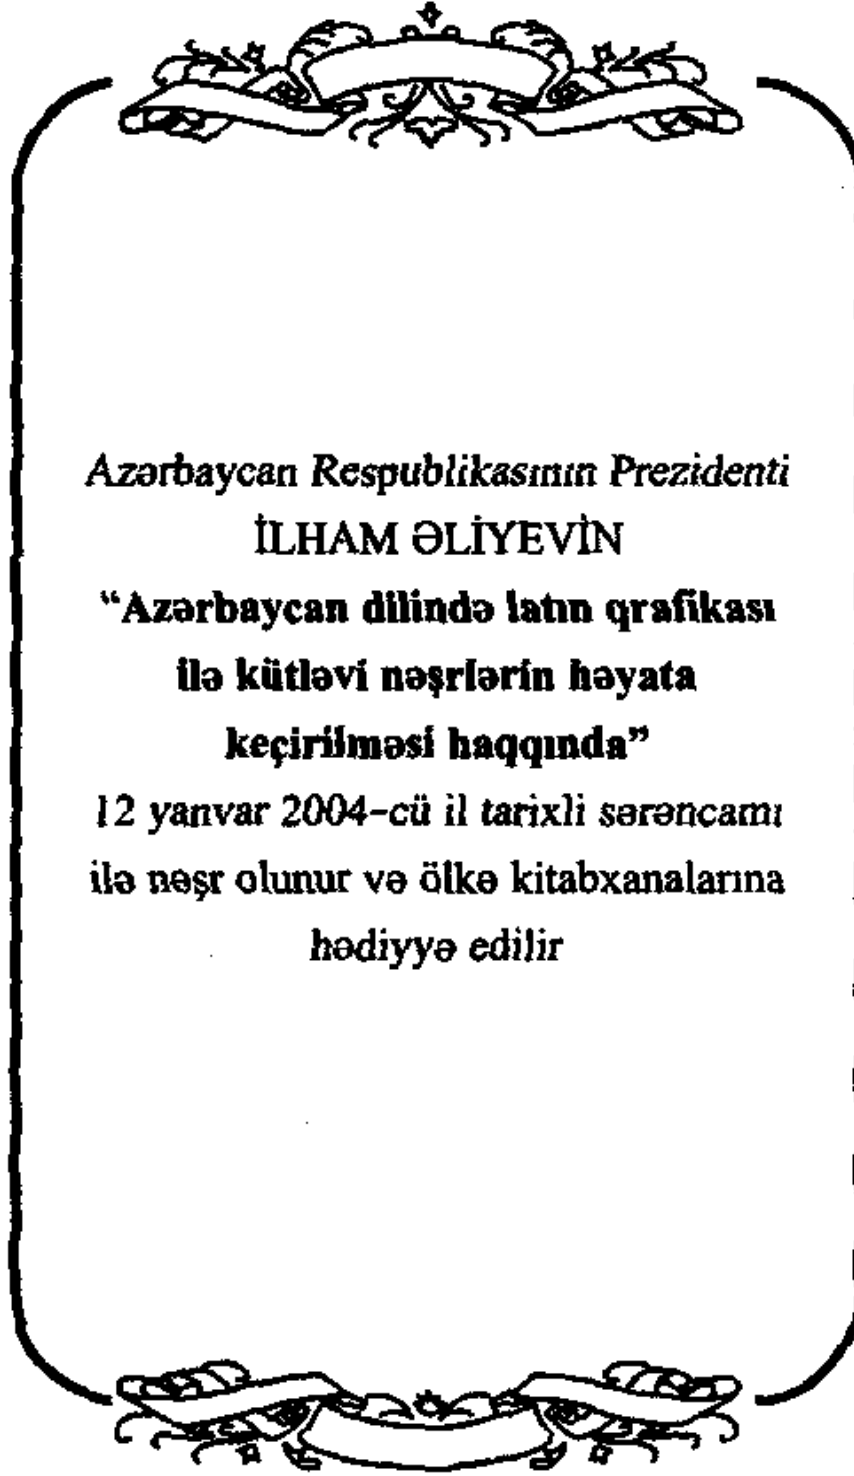 Azərbaycan Respublikasının Prezidenti
İLHAM ƏLİYEVİN
“Azərbaycan dilində latın qrafikası
ilə kütləvi nəşrlərin həyata
keçirilməsi haqqında”
12 yanvar 2004-cü il tarixli sərəncamı
ilə nəşr olunur və ölkə kitabxanalarına
hədiyyə edilir